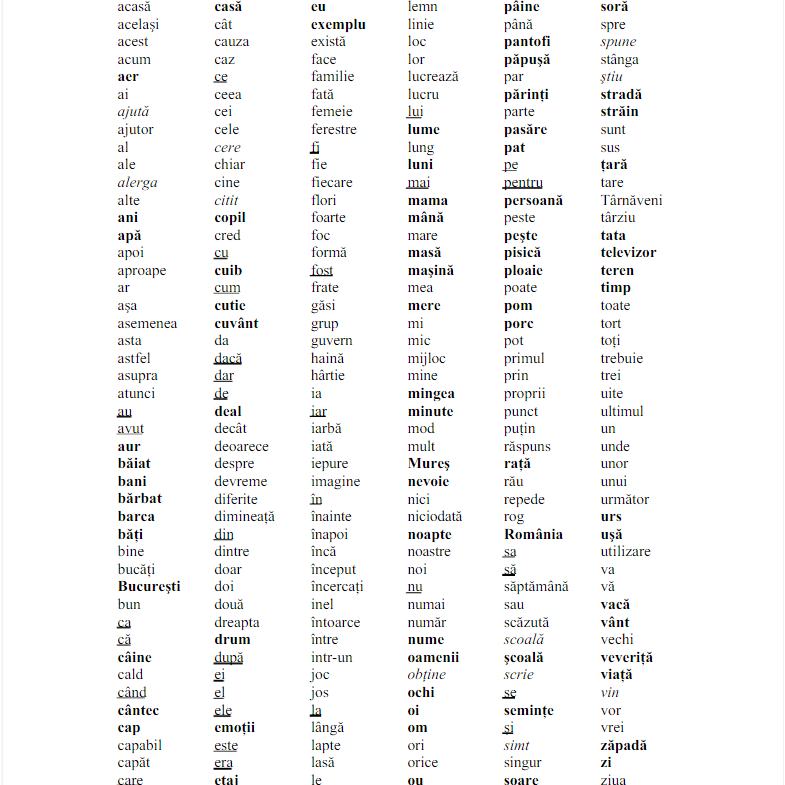 acasă
acelaşi
acest
acum
aer
ai
ajută
ajutor
al
ale
alerga
alte
ani
apă
apoi
aproape
ar
aşa
asemenea
asta
astfel
asupra
atunci
au
avut
aur
băiat
bani
bărbat
barca
băți
bine
bucăți
Bucureşti
bun
ca
că
câine
cald
când
cântec
cap
capabil
capăt
care
casă
cât
cauza
caz
ce
ceea
cei
cele
cere
chiar
cine
citit
copil
cred
cu
cuib
cum
cutie
cuvânt
da
dacă
dar
de
deal
decât
deoarece
despre
devreme
diferite
dimineață
din
dintre
doar
doi
două
dreapta
drum
după
ei
el
ele
emoții
este
era
etaj
eu
exemplu
există
face
familie
fată
femeie
ferestre
fi
fie
fiecare
flori
foarte
foc
formă
fost
frate
găsi
grup
guvern
haină
hârtie
ia
iar
iarbă
iată
iepure
imagine
în
înainte
înapoi
încă
început
încercați
inel
întoarce
între
intr-un
joc
jos
la
lângă
lapte
lasă
le
lemn
linie
loc
lor
lucrează
lucru
lui
lume
lung
luni
mai
mama
mână
mare
masă
maşină
mea
mere
mi
mic
mijloc
mine
mingea
minute
mod
mult
Mureş
nevoie
nici
niciodată
noapte
noastre
noi
nu
numai
număr
nume
oamenii
obține
ochi
oi
om
ori
orice
ou
pâine
până
pantofi
păpuşă
par
părinți
parte
pasăre
pat
pe
pentru
persoană
peste
peşte
pisică
ploaie
poate
pom
porc
pot
primul
prin
proprii
punct
puțin
răspuns
rață
rău
repede
rog
România
sa
să
săptămână
sau
scăzută
scoală
şcoală
scrie
se
semințe
şi
simt
singur
soare
soră
spre
spune
stânga
ştiu
stradă
străin
sunt
sus
țară
tare
Târnăveni
târziu
tata
televizor
teren
timp
toate
tort
toți
trebuie
trei
uite
ultimul
un
unde
unor
unui
următor
urs
uşă
utilizare
va
vă
vacă
vânt
vechi
veveriță
viață
vin
vor
vrei
zăpadă
zi
ziua